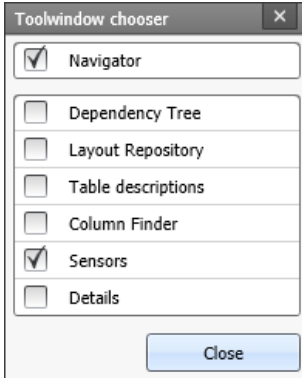 Toolwindow chooser
Navigator
Dependency Tree
Layout Repository
Table descriptions
Column Finder
Sensors
Details
Close